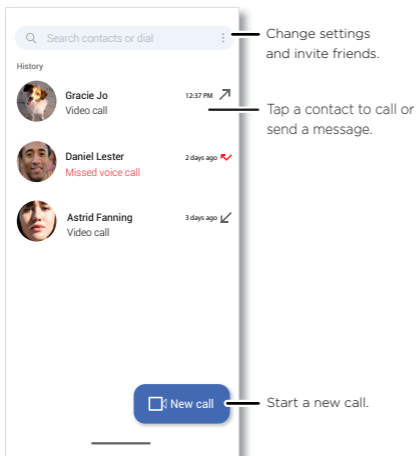 Search contacts or dial
Change settings
and invite friends.
History
Gracie Jo
12:37 PM
Video call
Tap a contact to call or
send a message.
Daniel Lester
2 days ago
Missed voice call
Astrid Fanning
3 days ago
Video call
New call
Start a new call.